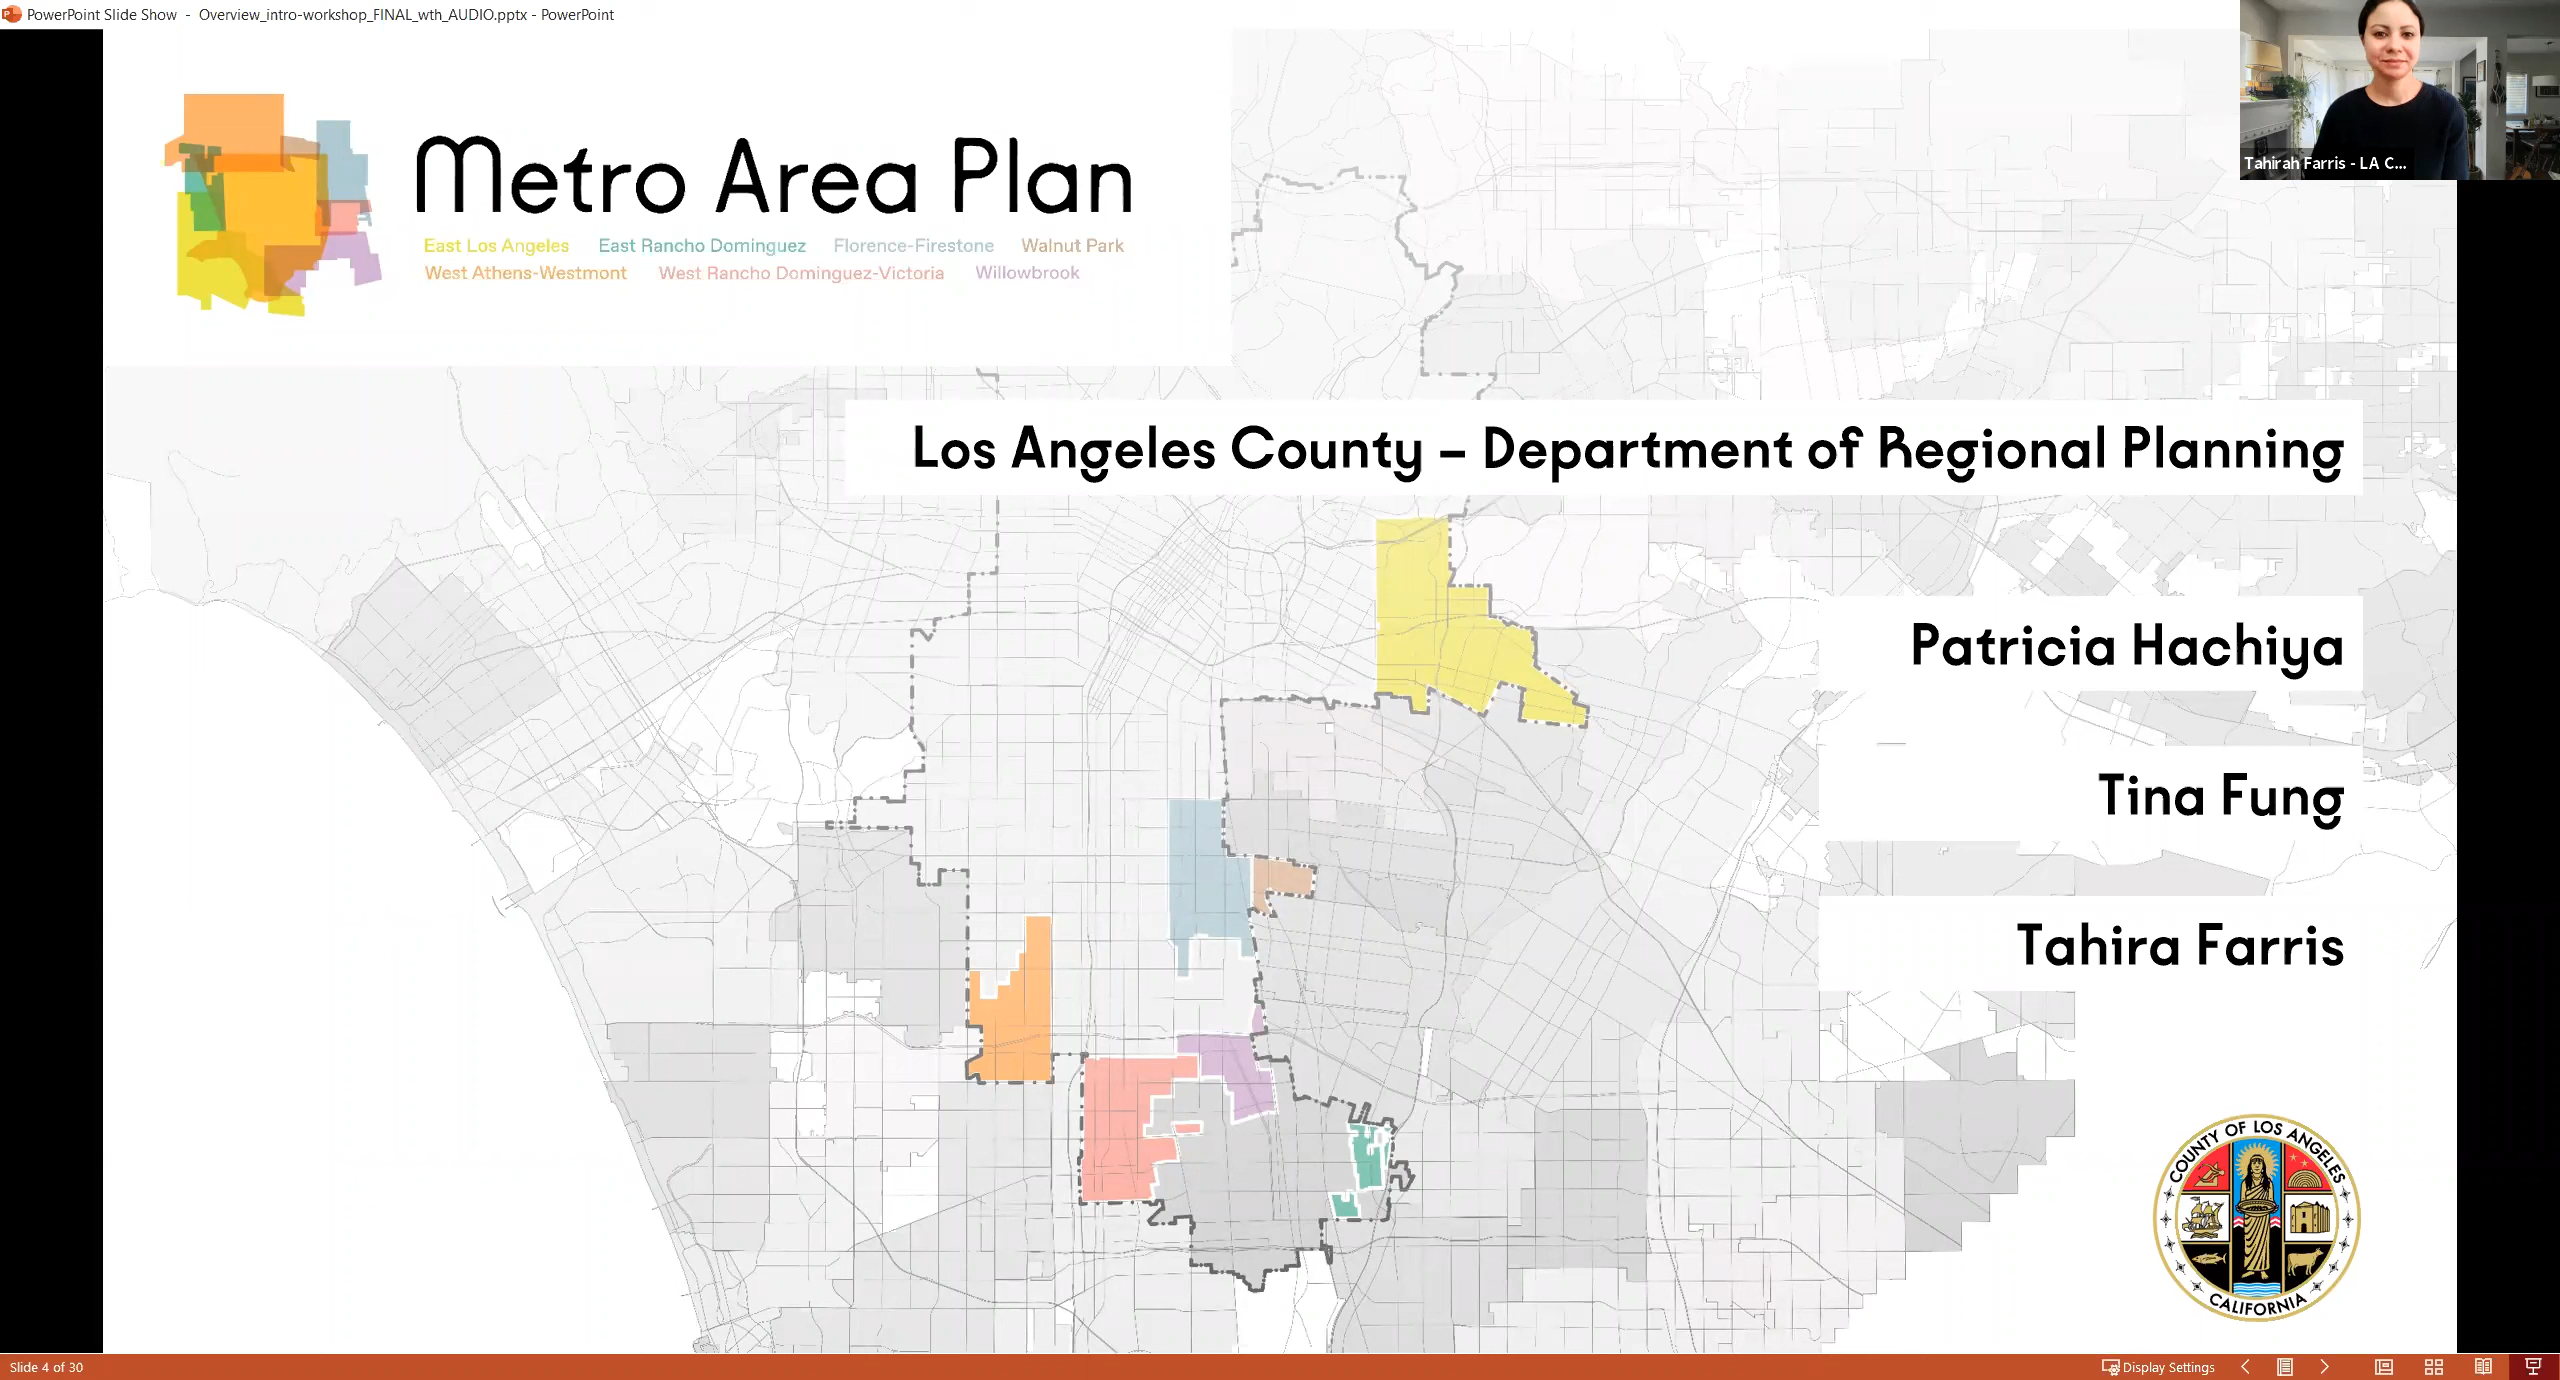 PowerPoint Slide Show - Overview_intro-workshop_FINAL_wth_AUDIO.pptx - PowerPoint
Tahirah Farris - LA C...
Metro Area Plan
East Los Angeles East Rancho Dominguez Florence-Firestone Walnut Park
West Athens-Westmont West Rancho Dominguez-Victoria Willowbrook
Los Angeles County – Department of Regional Planning
Patricia Hachiya
Tina Fung
Tahira Farris
COUNTY OF LOS ANGELES
CALIFORNIA
Slide 4 of 30
Display Settings